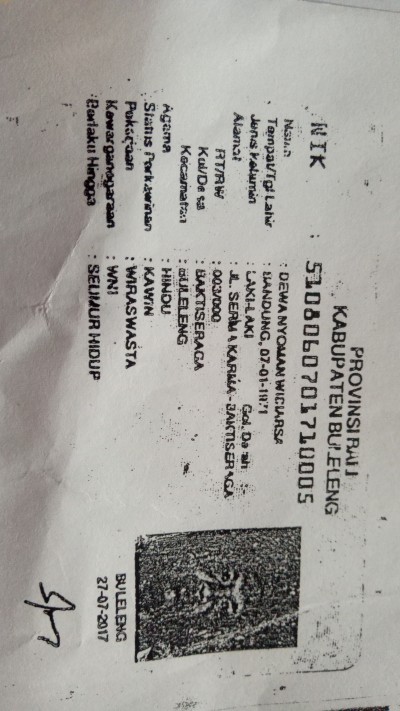 PROVINSI BALI
KABUPATEN BULELENG
NIK : 5108060701710005
Nama : DEWA NYOMAN WICIARSA
Tempat/Tgl Lahir : BANDUNG, 07-01-1971
Jenis Kelamin : LAKI-LAKI Gol. Darah : -
Alamat : JL. SERMA KARMA - BAKTISERAGA
RT/RW : 003/000
Kel/Desa : BAKTISERAGA
Kecamatan : BULELENG
Agama : HINDU
Status Perkawinan : KAWIN
Pekerjaan : WIRASWASTA
Kewarganegaraan : WNI
Berlaku Hingga : SEUMUR HIDUP
BULELENG
27-07-2017